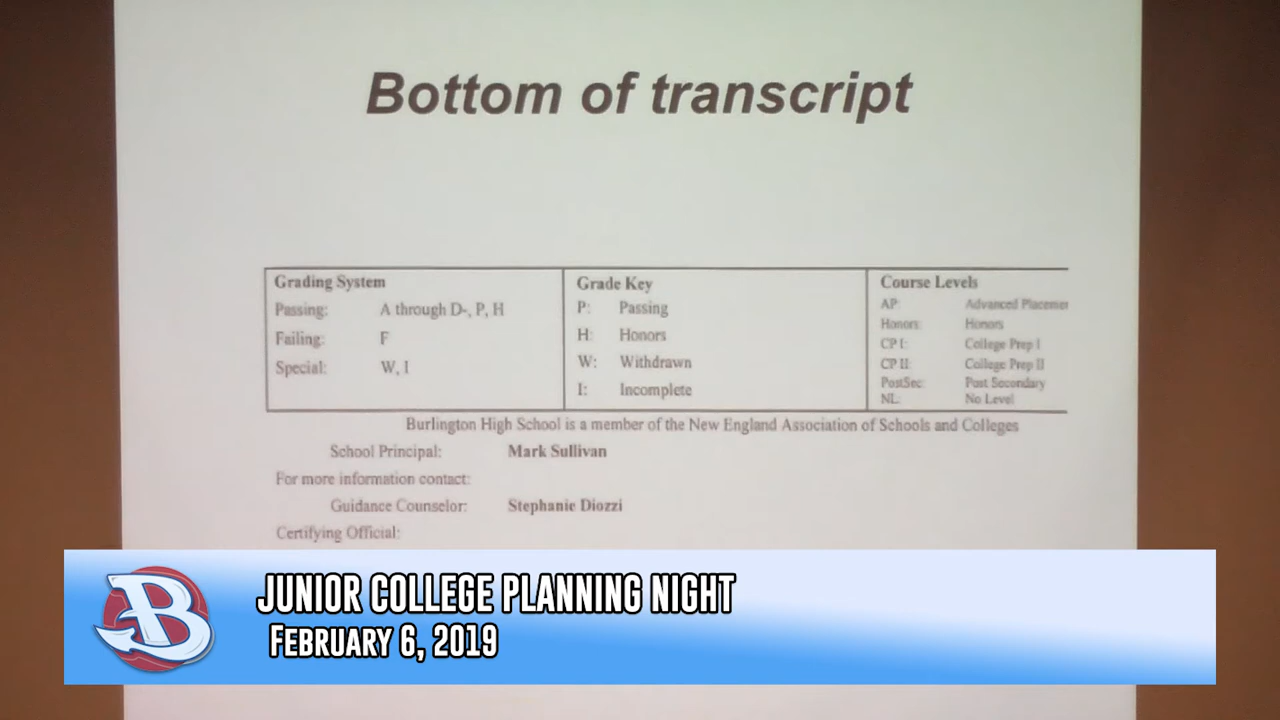 Bottom of transcript
Grading System
Passing: A through D-, P, H
Failing: F
Special: W, I
Grade Key
P: Passing
H: Honors
W: Withdrawn
I: Incomplete
Course Levels
AP: Advanced Placemen
Honors: Honors
CP I: College Prep I
CP II: College Prep II
PostSec: Post Secondary
NL: No Level
Burlington High School is a member of the New England Association of Schools and Colleges
School Principal: Mark Sullivan
For more information contact:
Guidance Counselor: Stephanie Diozzi
Certifying Official:
B
JUNIOR COLLEGE PLANNING NIGHT
FEBRUARY 6, 2019